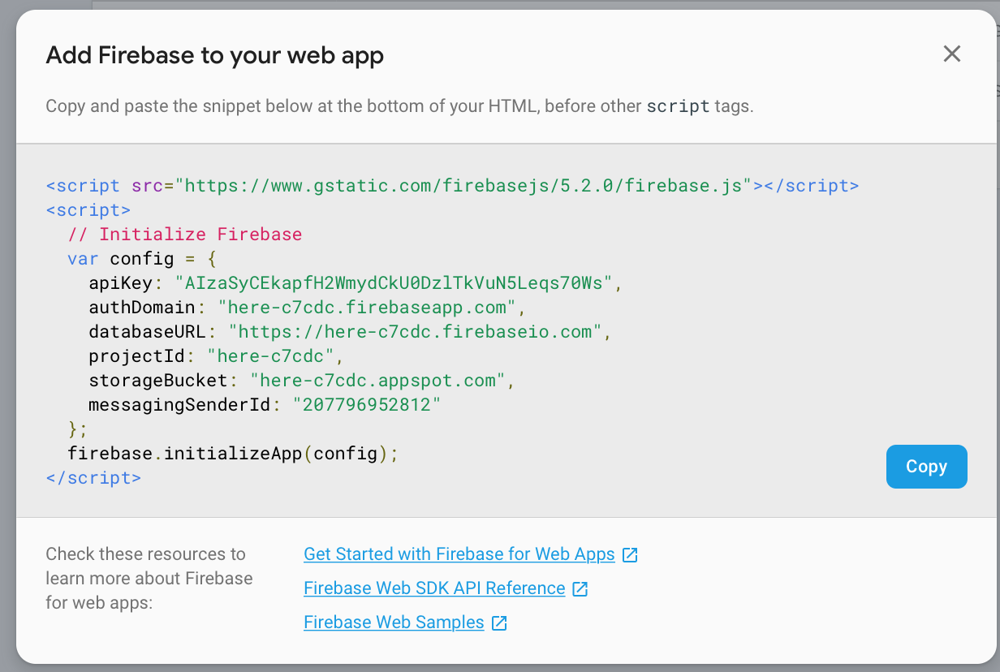 Add Firebase to your web app
Copy and paste the snippet below at the bottom of your HTML, before other script tags.
<script src="https://www.gstatic.com/firebasejs/5.2.0/firebase.js"></script>
<script>
  // Initialize Firebase
  var config = {
    apiKey: "AIzaSyCEkapfH2WmydCkU0DzlTkVuN5Leqs70Ws",
    authDomain: "here-c7cdc.firebaseapp.com",
    databaseURL: "https://here-c7cdc.firebaseio.com",
    projectId: "here-c7cdc",
    storageBucket: "here-c7cdc.appspot.com",
    messagingSenderId: "207796952812"
  };
  firebase.initializeApp(config);
</script>
Copy
Check these resources to
learn more about Firebase
for web apps:
Get Started with Firebase for Web Apps
Firebase Web SDK API Reference
Firebase Web Samples